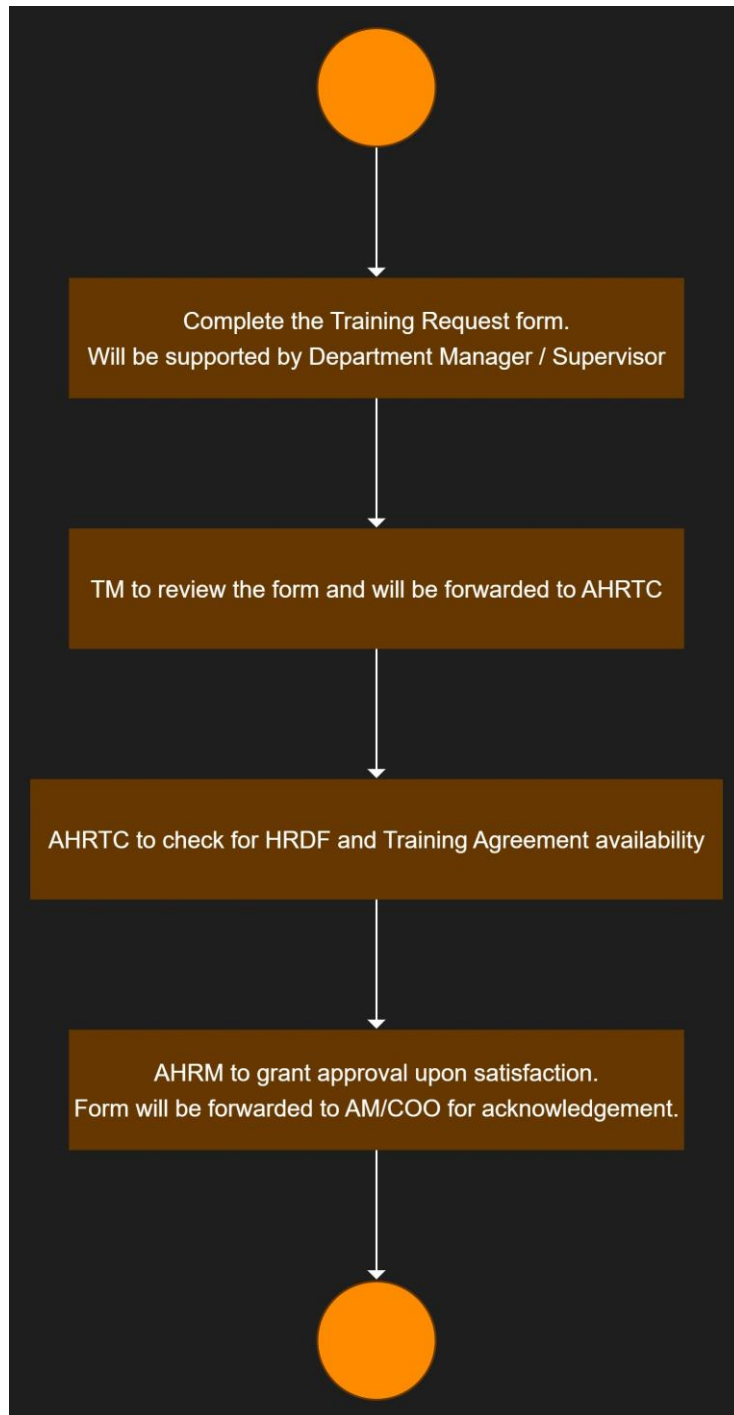 Complete the Training Request form.
Will be supported by Department Manager / Supervisor
TM to review the form and will be forwarded to AHRTC
AHRTC to check for HRDF and Training Agreement availability
AHRM to grant approval upon satisfaction.
Form will be forwarded to AM/COO for acknowledgement.